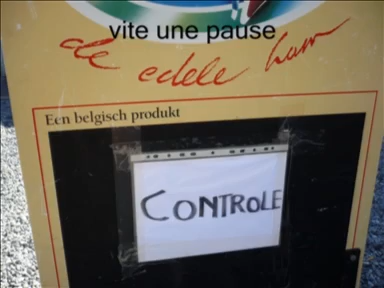 vite une pause
de edele ham
Een belgisch produkt
CONTROLE